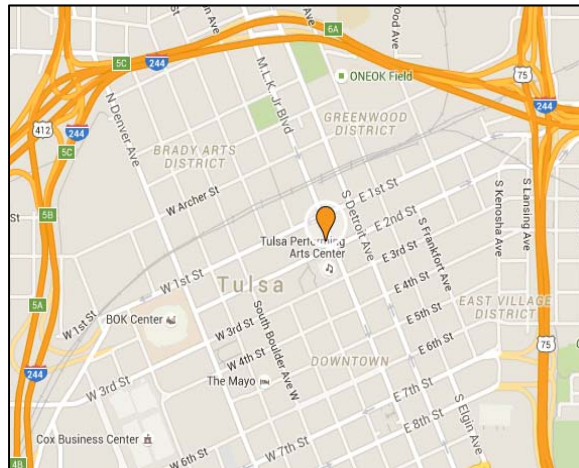 6A
5C
244
ood Ave
75
ONEOK Field
M.L.K. Jr Blvd
N Denver Ave
GREENWOOD
DISTRICT
244
412
244
5C
BRADY ARTS
DISTRICT
W Archer St
E 1st St
S Detroit Ave
S Kenosha Ave
S Lansing Ave
5B
E 2nd St
S Frankfort Ave
Tulsa Performing
Arts Center
E 3rd St
W 1st St
Tulsa
E 4th St
5A
W 1st St
BOK Center
South Boulder Ave W
E 5th St
EAST VILLAGE
DISTRICT
W 3rd St
E 6th St
75
244
W 4th St
DOWNTOWN
W 3rd St
The Mayo
E 7th St
S Elgin Ave
E 8th St
Cox Business Center
W 7th St
4B